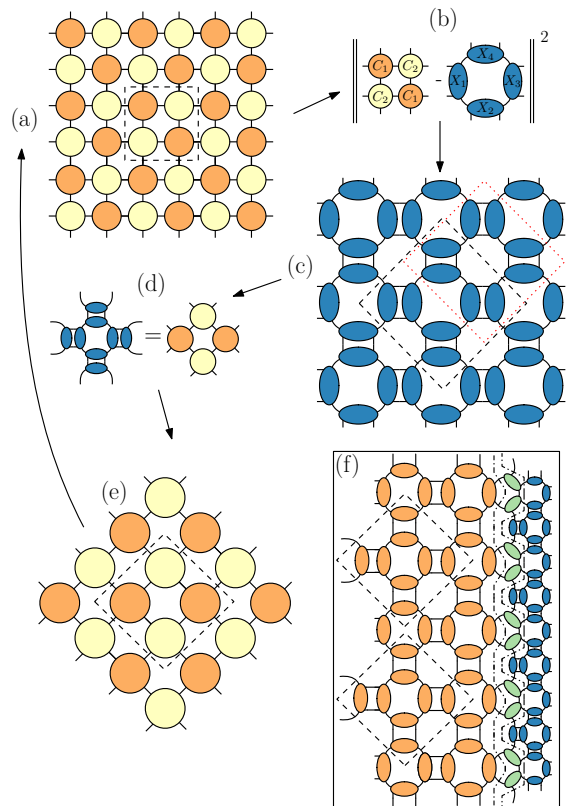 (a)
(b)
C₁ C₂ - X₁ X₄ X₃ X₂ 2
C₂ C₁
(c)
(d)
=
(e)
(f)